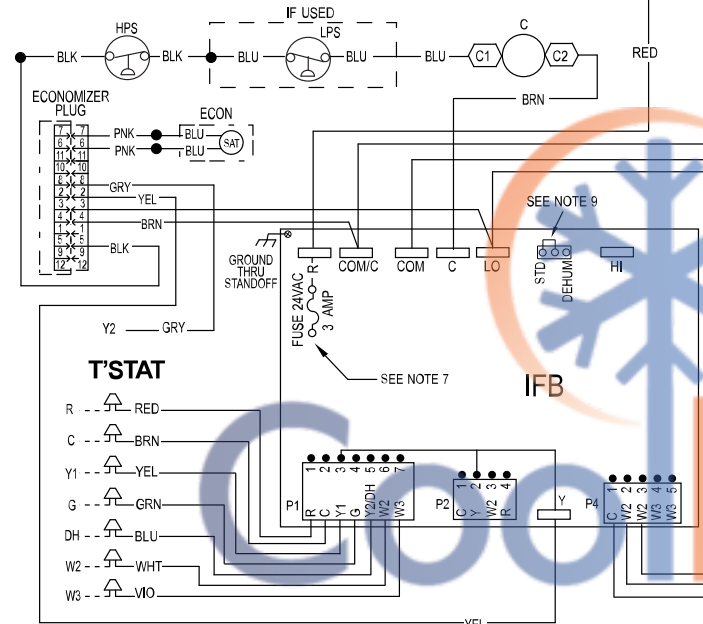 IF USED
HPS
LPS
C
BLK
BLK
BLU
BLU
BLU
C1
C2
RED
BRN
ECONOMIZER
PLUG
ECON
7 7
6 6
11 11
10 10
8 8
2 2
3 3
4 4
1 1
5 5
9 9
12 12
PNK
BLU
PNK
BLU
SAT
GRY
YEL
BRN
BLK
SEE NOTE 9
GROUND
THRU
STANDOFF
R
COM/C
COM
C
LO
STD
DEHUM
HI
FUSE 24VAC
3 AMP
Y2
GRY
SEE NOTE 7
T'STAT
IFB
R
RED
C
BRN
Y1
YEL
G
GRN
DH
BLU
W2
WHT
W3
VIO
P1
1 2 3 4 5 6 7
R C Y1 G Y2/DH W2 W3
P2
1 2 3 4
C Y W2 R
Y
P4
1 2 3 4 5
C W2 W2 W3 W3
YEL
Cool